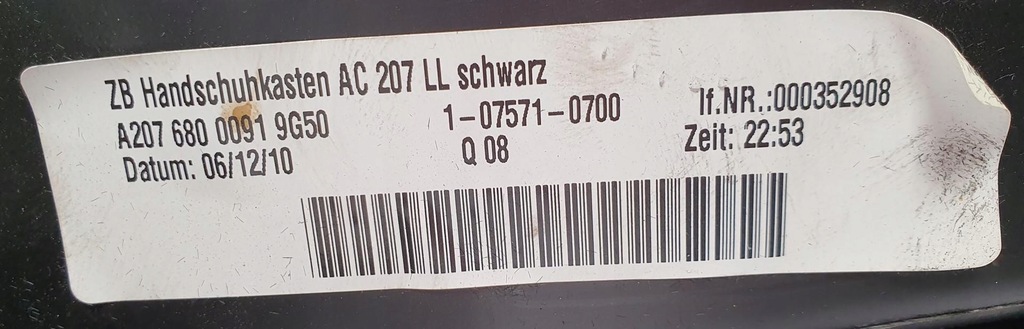 ZB Handschuhkasten AC 207 LL schwarz
A207 680 0091 9G50 1-07571-0700 lf.NR.:000352908
Datum: 06/12/10 Q 08 Zeit: 22:53